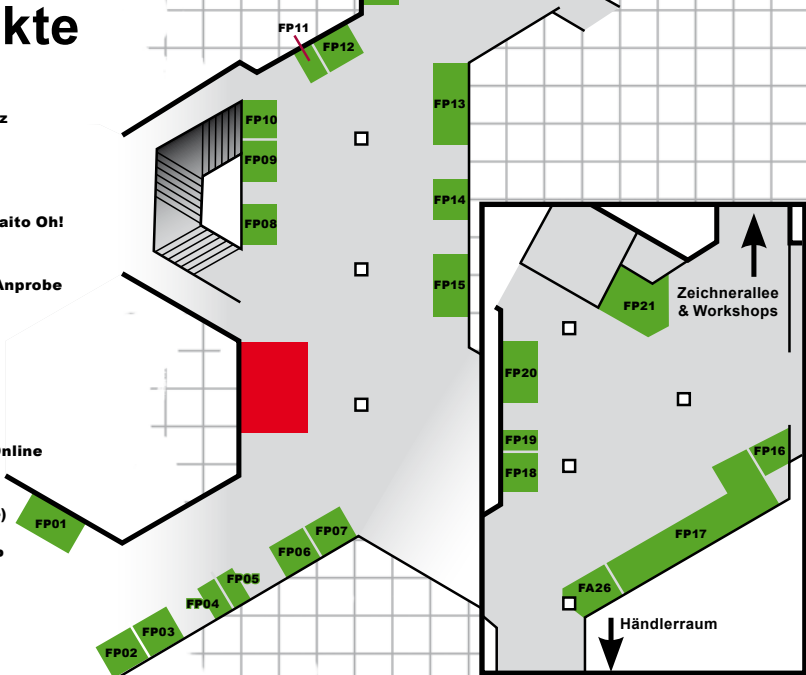 kte
z
aito Oh!
Anprobe
nline
)
FP11
FP12
FP10
FP13
FP09
FP14
FP08
FP15
FP01
FP07
FP06
FP05
FP04
FP03
FP02
Zeichnerallee
& Workshops
FP21
FP20
FP19
FP18
FP16
FP17
FA26
Händlerraum